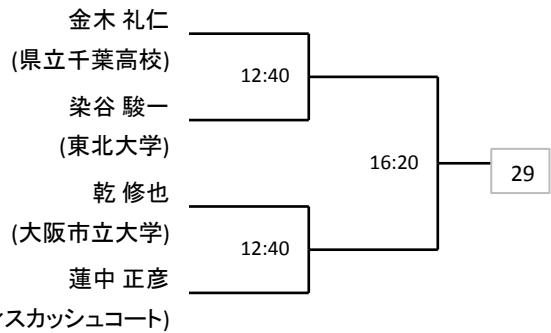 金木 礼仁
(県立千葉高校)
12:40
染谷 駿一
(東北大学)
16:20
29
乾 修也
(大阪市立大学)
12:40
蓮中 正彦
スカッシュコート)